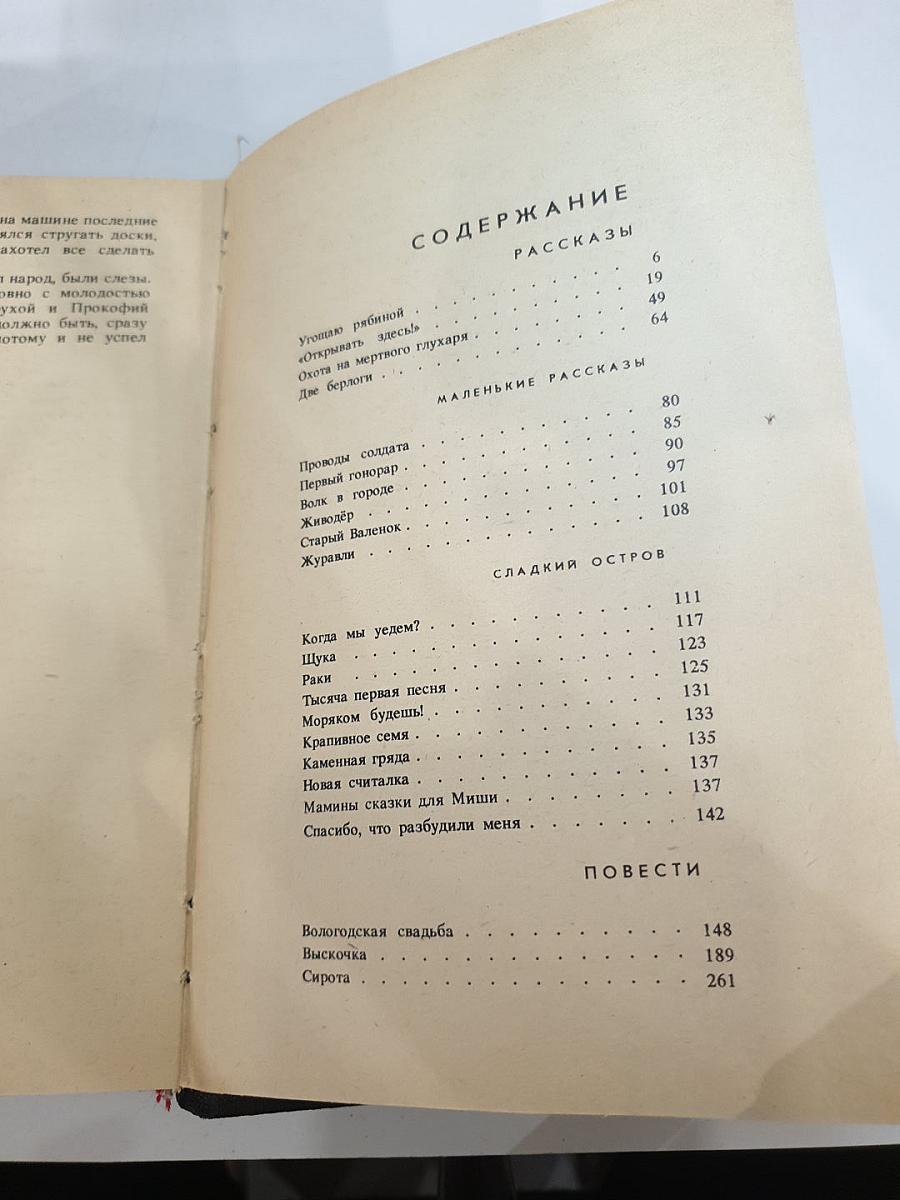 на машине последние
ялся стругать доски,
ахотел все сделать
народ, были слезы.
овно с молодостью
рухой и Прокофий
должно быть, сразу
потому и не успел
СОДЕРЖАНИЕ
РАССКАЗЫ
Угощаю рябиной . . . . . . . . . . . 6
«Открывать здесь!» . . . . . . . . . . 19
Охота на мертвого глухаря . . . . . . . . 49
Две берлоги . . . . . . . . . . . . 64
МАЛЕНЬКИЕ РАССКАЗЫ
Проводы солдата . . . . . . . . . . 80
Первый гонорар . . . . . . . . . . . 85
Волк в городе . . . . . . . . . . . 90
Живодёр . . . . . . . . . . . . . 97
Старый Валенок . . . . . . . . . . . 101
Журавли . . . . . . . . . . . . . 108
СЛАДКИЙ ОСТРОВ
Когда мы уедем? . . . . . . . . . . 111
Щука . . . . . . . . . . . . . . 117
Раки . . . . . . . . . . . . . . 123
Тысяча первая песня . . . . . . . . . 125
Моряком будешь! . . . . . . . . . . 131
Крапивное семя . . . . . . . . . . . 133
Каменная гряда . . . . . . . . . . . 135
Новая считалка . . . . . . . . . . . 137
Мамины сказки для Миши . . . . . . . . 137
Спасибо, что разбудили меня . . . . . . . 142
ПОВЕСТИ
Вологодская свадьба . . . . . . . . . . 148
Выскочка . . . . . . . . . . . . . 189
Сирота . . . . . . . . . . . . . . 261